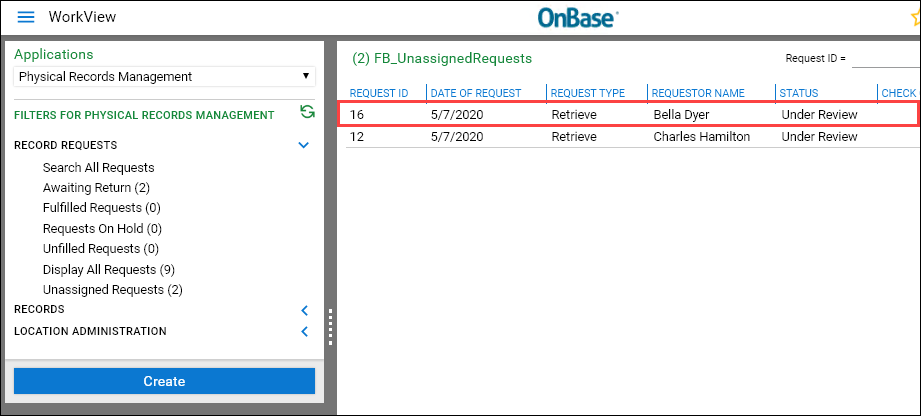 WorkView
OnBase
Applications
Physical Records Management
FILTERS FOR PHYSICAL RECORDS MANAGEMENT
RECORD REQUESTS
Search All Requests
Awaiting Return (2)
Fulfilled Requests (0)
Requests On Hold (0)
Unfilled Requests (0)
Display All Requests (9)
Unassigned Requests (2)
RECORDS
LOCATION ADMINISTRATION
Create
(2) FB_UnassignedRequests
Request ID =
REQUEST ID DATE OF REQUEST REQUEST TYPE REQUESTOR NAME STATUS CHECK
16 5/7/2020 Retrieve Bella Dyer Under Review
12 5/7/2020 Retrieve Charles Hamilton Under Review